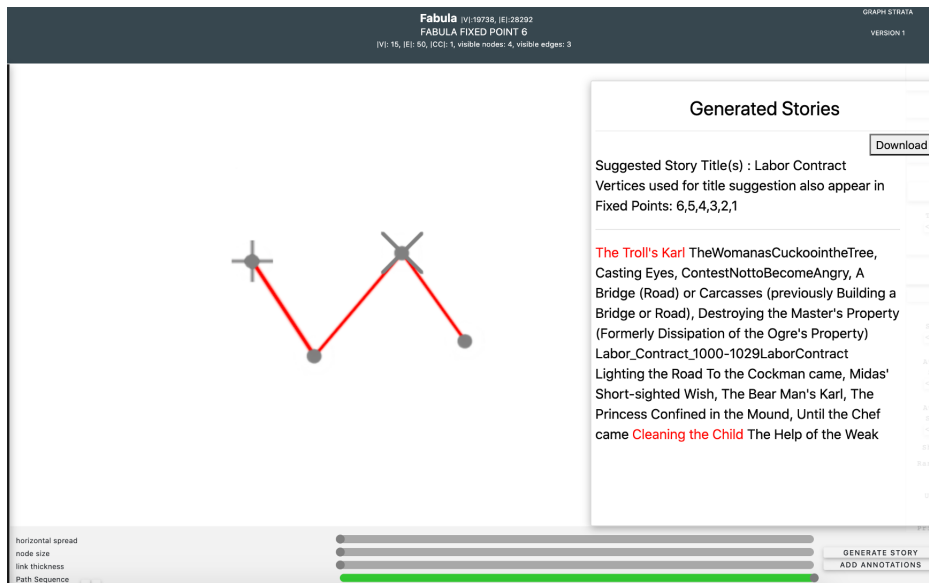 Fabula |V|:19738, |E|:28292
FABULA FIXED POINT 6
|V|: 15, |E|: 50, |CC|: 1, visible nodes: 4, visible edges: 3
GRAPH STRATA
VERSION 1
Generated Stories
Download
Suggested Story Title(s) : Labor Contract
Vertices used for title suggestion also appear in
Fixed Points: 6,5,4,3,2,1
The Troll's Karl TheWomanasCuckoointheTree,
Casting Eyes, ContestNottoBecomeAngry, A
Bridge (Road) or Carcasses (previously Building a
Bridge or Road), Destroying the Master's Property
(Formerly Dissipation of the Ogre's Property)
Labor_Contract_1000-1029LaborContract
Lighting the Road To the Cockman came, Midas'
Short-sighted Wish, The Bear Man's Karl, The
Princess Confined in the Mound, Until the Chef
came Cleaning the Child The Help of the Weak
horizontal spread
node size
link thickness
Path Sequence
GENERATE STORY
ADD ANNOTATIONS